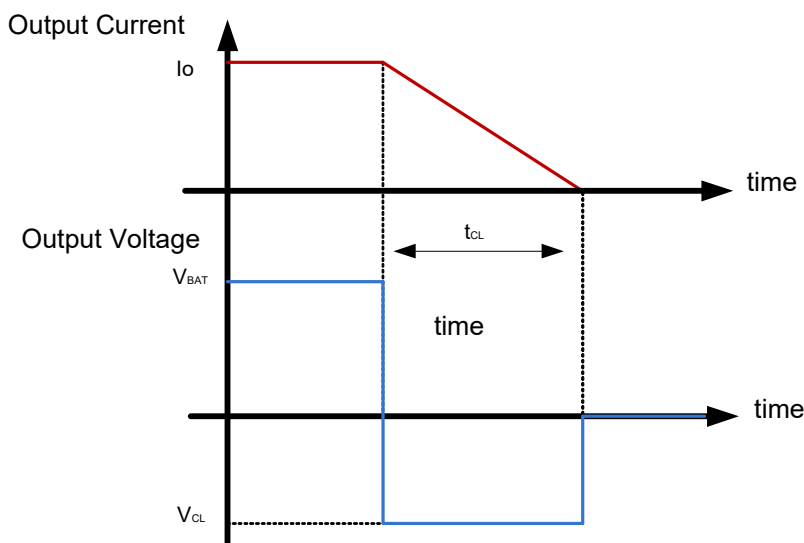 Output Current
Io
time
Output Voltage
tCL
VBAT
time
time
VCL